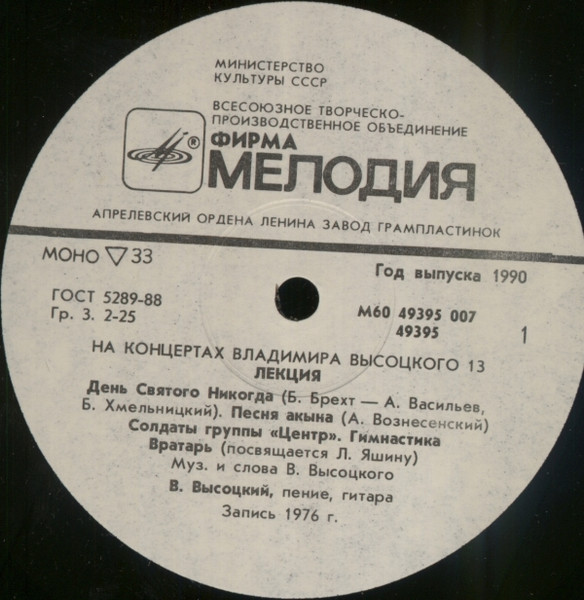 МИНИСТЕРСТВО
КУЛЬТУРЫ СССР
ВСЕСОЮЗНОЕ ТВОРЧЕСКО-
ПРОИЗВОДСТВЕННОЕ ОБЪЕДИНЕНИЕ
®
ФИРМА
МЕЛОДИЯ
АПРЕЛЕВСКИЙ ОРДЕНА ЛЕНИНА ЗАВОД ГРАМПЛАСТИНОК
МОНО ▽ 33
Год выпуска 1990
ГОСТ 5289-88
Гр. 3. 2-25
М60 49395 007
49395
1
НА КОНЦЕРТАХ ВЛАДИМИРА ВЫСОЦКОГО 13
ЛЕКЦИЯ
День Святого Никогда (Б. Брехт — А. Васильев,
Б. Хмельницкий). Песня акына (А. Вознесенский)
Солдаты группы «Центр». Гимнастика
Вратарь (посвящается Л. Яшину)
Муз. и слова В. Высоцкого
В. Высоцкий, пение, гитара
Запись 1976 г.